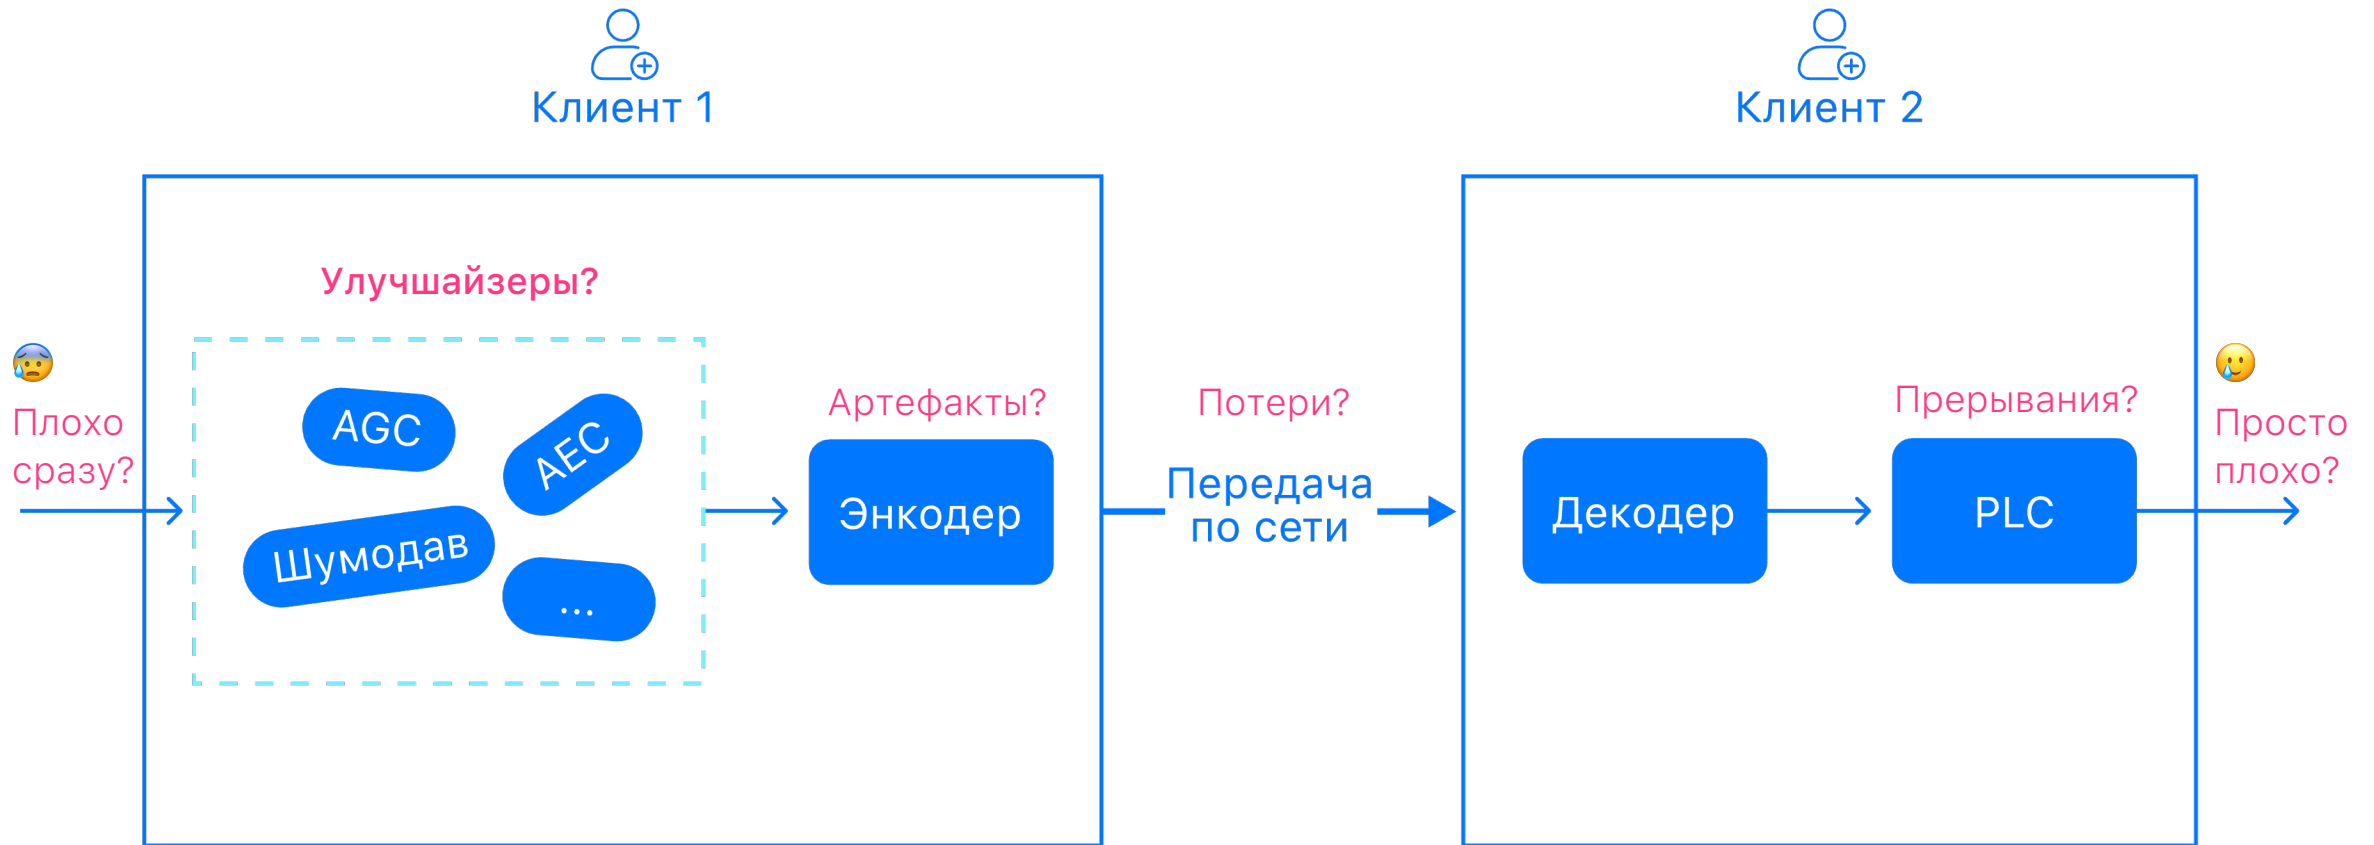 Клиент 1
Клиент 2
Улучшайзеры?
Плохо
сразу?
AGC
AEC
Шумодав
...
Артефакты?
Энкодер
Потери?
Передача
по сети
Декодер
Прерывания?
PLC
Просто
плохо?